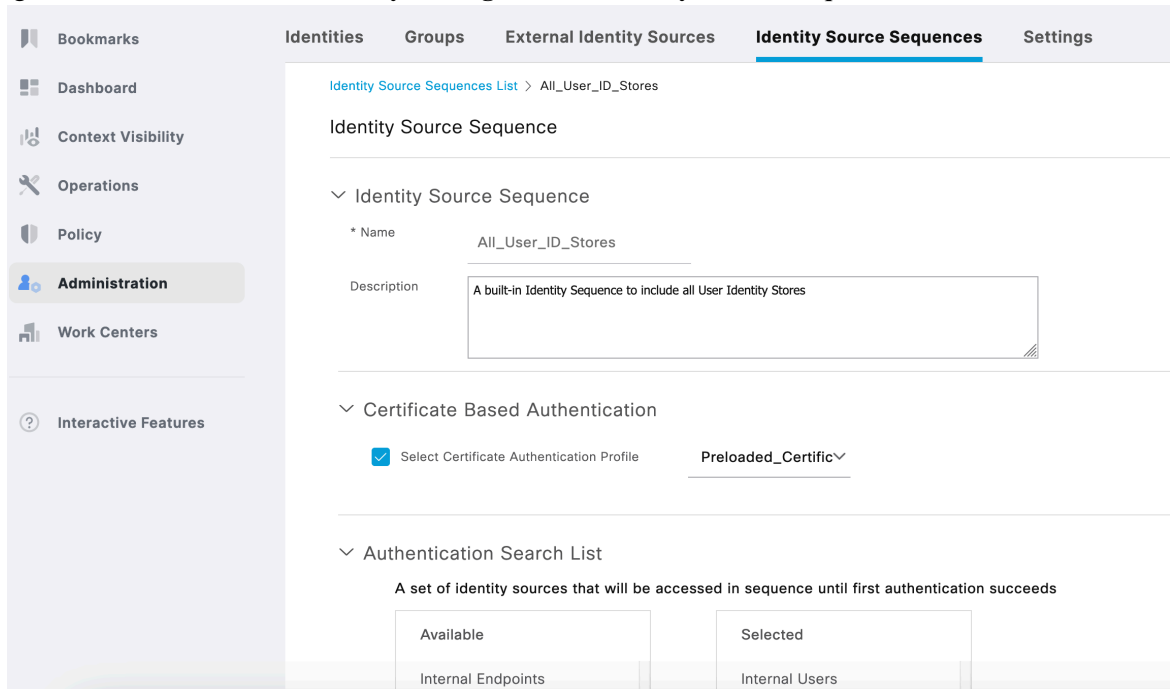 Bookmarks
Dashboard
Context Visibility
Operations
Policy
Administration
Work Centers
? Interactive Features
Identities Groups External Identity Sources Identity Source Sequences Settings
Identity Source Sequences List > All_User_ID_Stores
Identity Source Sequence
Identity Source Sequence
* Name All_User_ID_Stores
Description A built-in Identity Sequence to include all User Identity Stores
Certificate Based Authentication
Select Certificate Authentication Profile Preloaded_Certific
Authentication Search List
A set of identity sources that will be accessed in sequence until first authentication succeeds
Available Selected
Internal Endpoints Internal Users